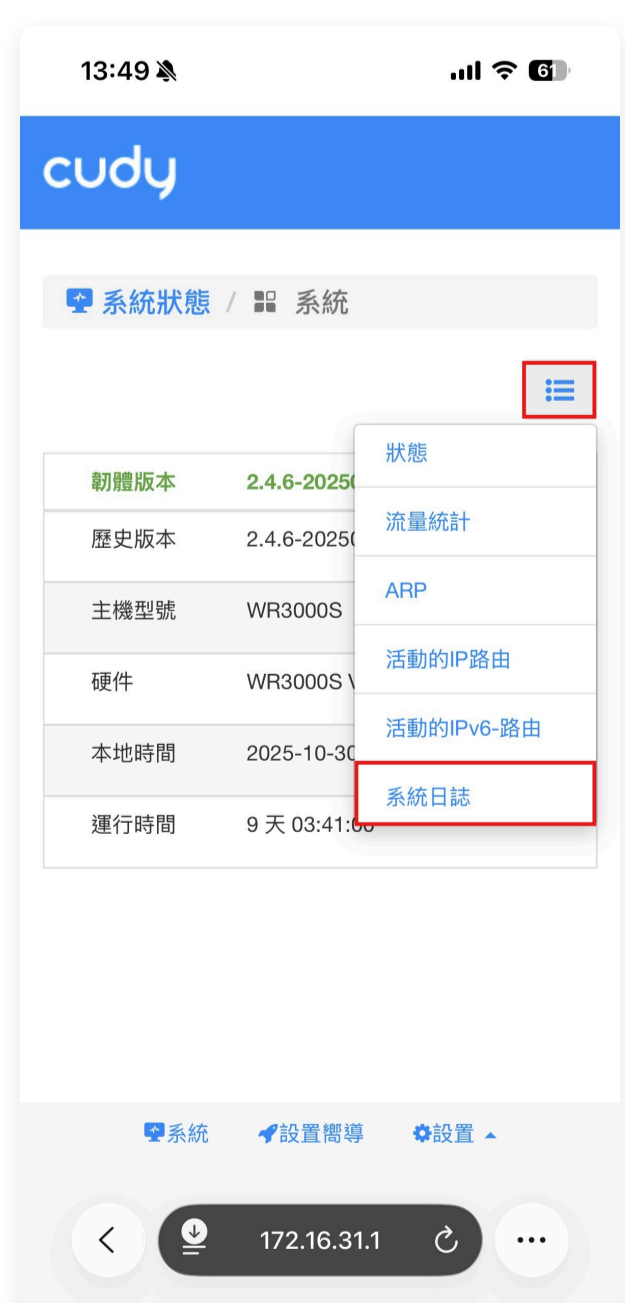 13:49
61
cudy
系統狀態 / 系統
狀態
流量統計
ARP
活動的IP路由
活動的IPv6-路由
系統日誌
韌體版本 2.4.6-2025
歷史版本 2.4.6-2025
主機型號 WR3000S
硬件 WR3000S
本地時間 2025-10-30
運行時間 9 天 03:41:
系統 設置嚮導 設置
172.16.31.1